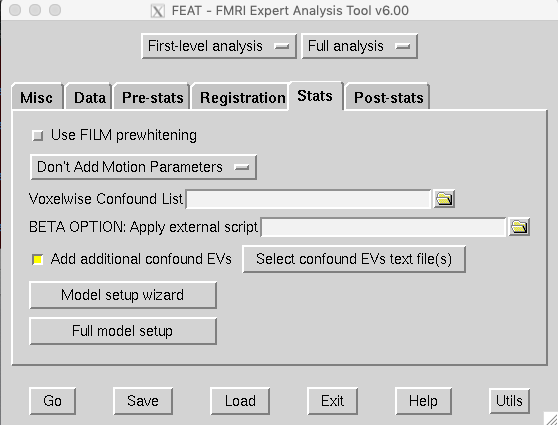 FEAT - FMRI Expert Analysis Tool v6.00
First-level analysis Full analysis
Misc Data Pre-stats Registration Stats Post-stats
Use FILM prewhitening
Don't Add Motion Parameters
Voxelwise Confound List
BETA OPTION: Apply external script
Add additional confound EVs Select confound EVs text file(s)
Model setup wizard
Full model setup
Go Save Load Exit Help Utils